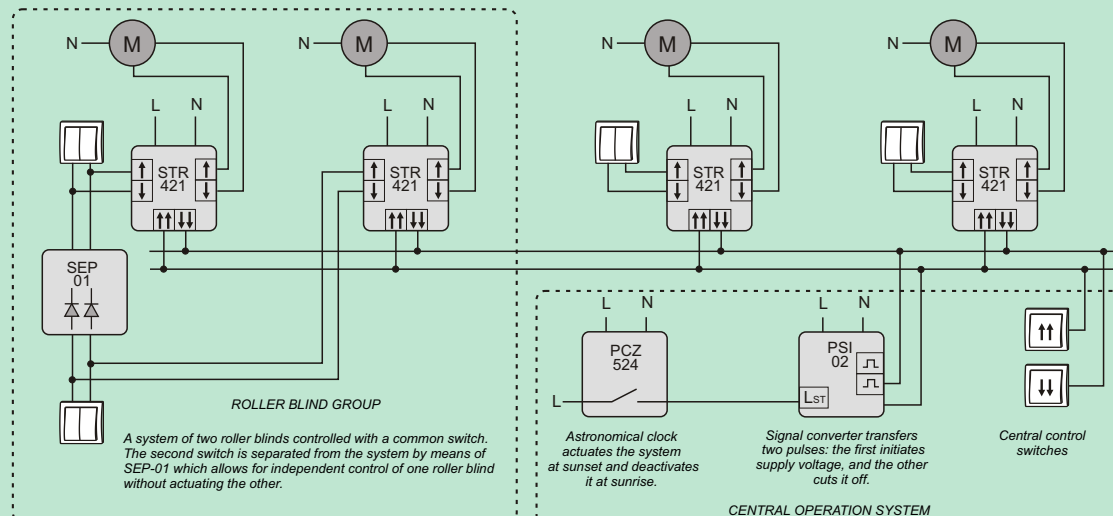 N
M
N
M
N
M
N
M
L
N
L
N
L
N
L
N
STR
421
STR
421
STR
421
STR
421
SEP
01
L
N
L
N
PCZ
524
PSI
02
L
LST
ROLLER BLIND GROUP
A system of two roller blinds controlled with a common switch.
The second switch is separated from the system by means of
SEP-01 which allows for independent control of one roller blind
without actuating the other.
Astronomical clock
actuates the system
at sunset and deactivates
it at sunrise.
Signal converter transfers
two pulses: the first initiates
supply voltage, and the other
cuts it off.
Central control
switches
CENTRAL OPERATION SYSTEM